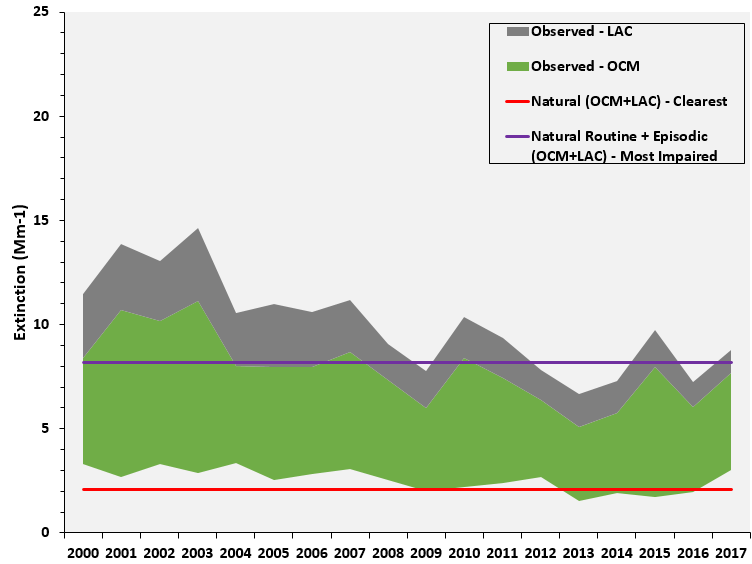 25
20
15
10
5
0
Extinction (Mm-1)
Observed - LAC
Observed - OCM
Natural (OCM+LAC) - Clearest
Natural Routine + Episodic
(OCM+LAC) - Most Impaired
2000 2001 2002 2003 2004 2005 2006 2007 2008 2009 2010 2011 2012 2013 2014 2015 2016 2017